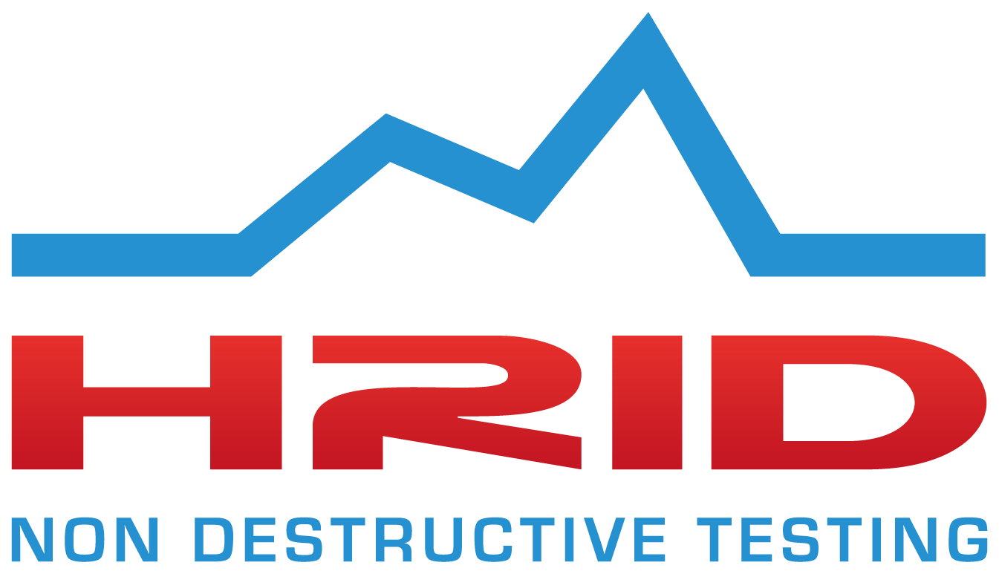 HRID
NON DESTRUCTIVE TESTING